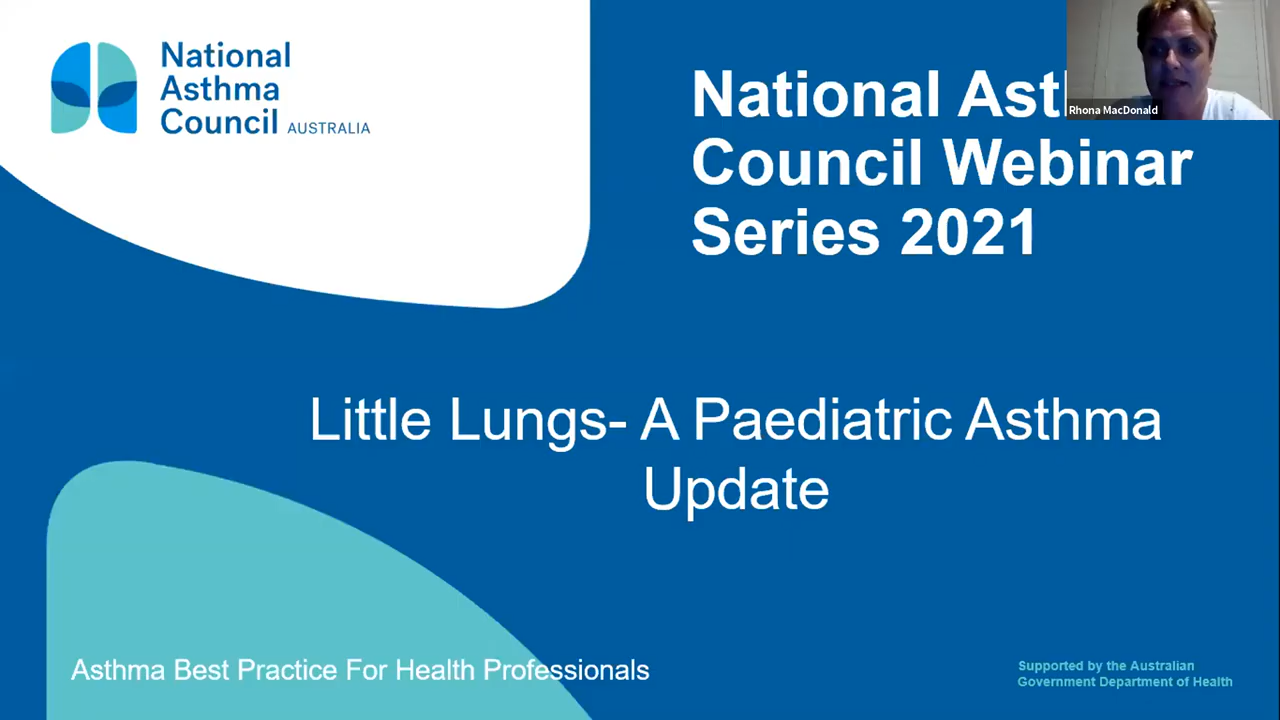 National
Asthma
Council AUSTRALIA
National Ast
Council Webinar
Series 2021
Rhona MacDonald
Little Lungs- A Paediatric Asthma
Update
Asthma Best Practice For Health Professionals
Supported by the Australian
Government Department of Health